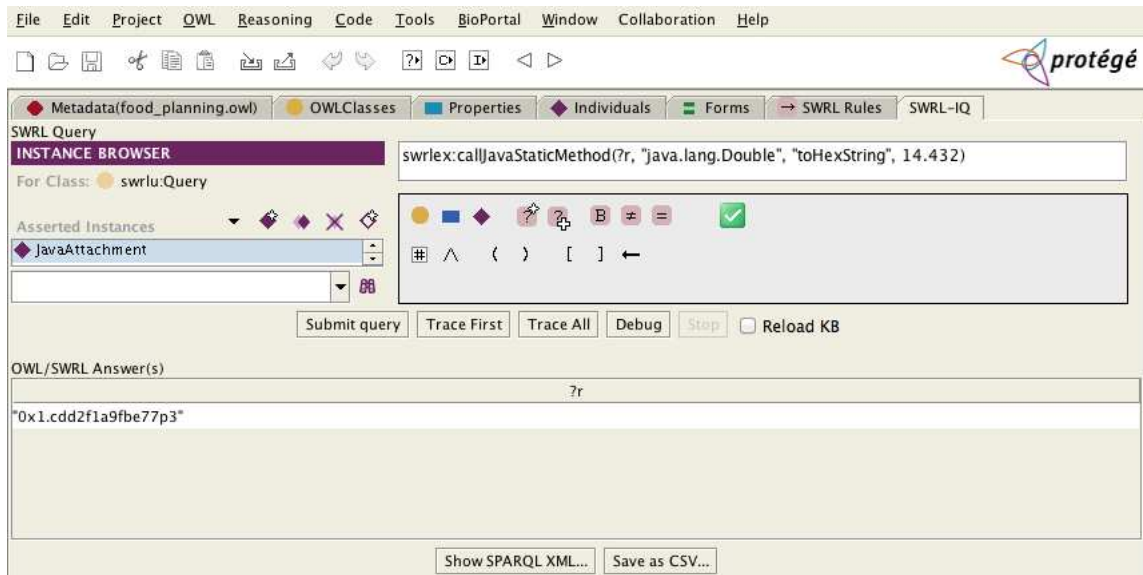 File Edit Project OWL Reasoning Code Tools BioPortal Window Collaboration Help
protégé
Metadata(food_planning.owl) OWLClasses Properties Individuals Forms → SWRL Rules SWRL-IQ
SWRL Query
INSTANCE BROWSER
For Class: swrlu:Query
Asserted Instances
JavaAttachment
swrlex:callJavaStaticMethod(?r, "java.lang.Double", "toHexString", 14.432)
? ? B ≠ =
# ∧ ( ) [ ] ←
Submit query Trace First Trace All Debug Stop Reload KB
OWL/SWRL Answer(s)
?r
"0x1.cdd2f1a9fbe77p3"
Show SPARQL XML... Save as CSV...